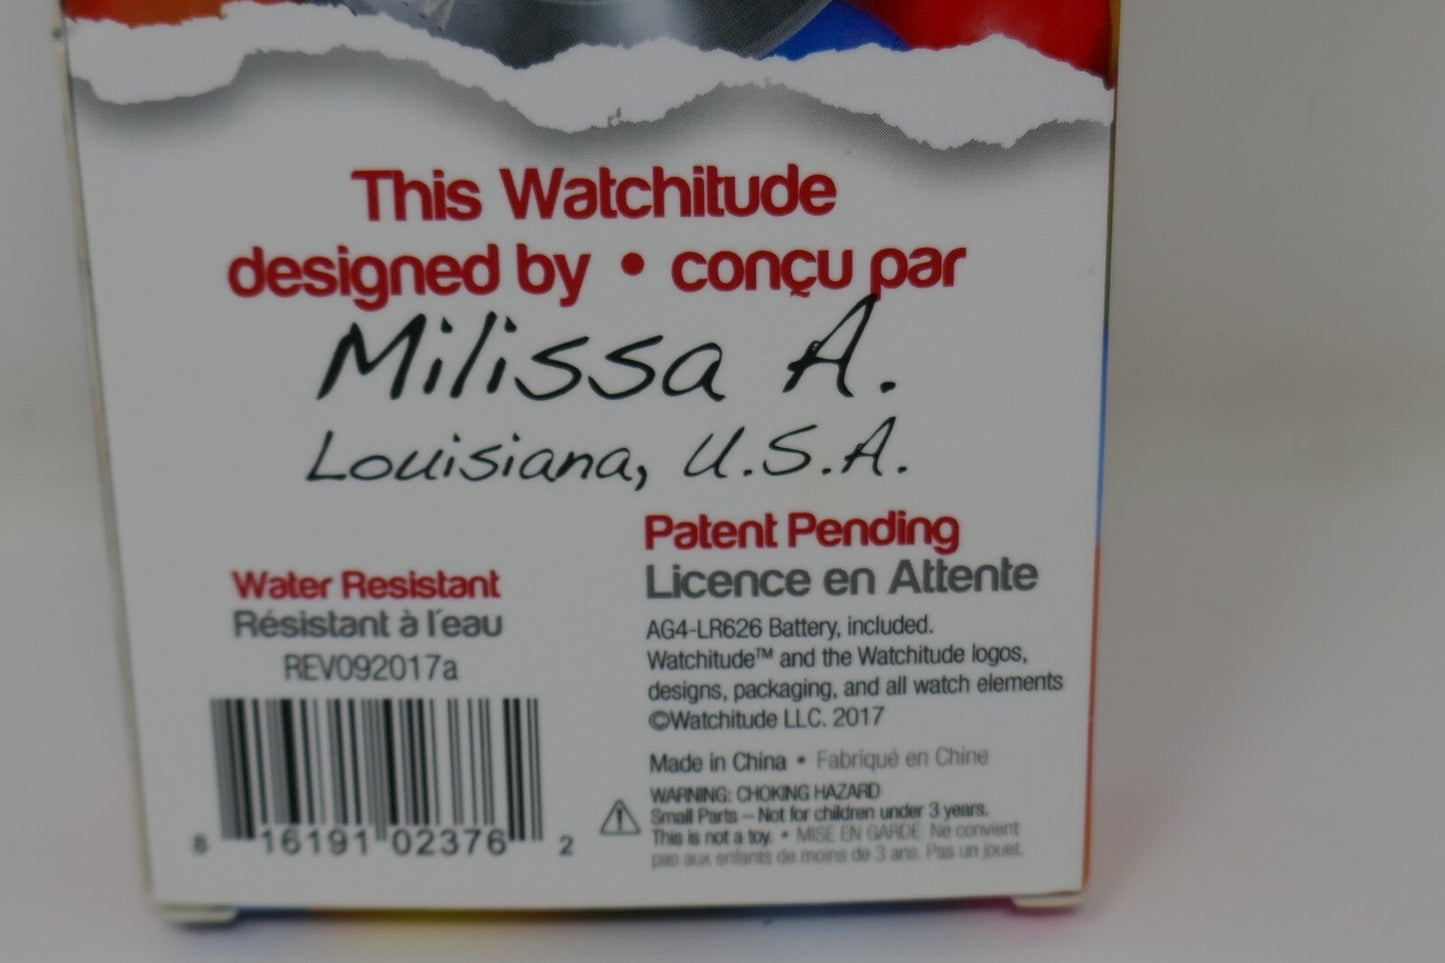 This Watchitude
designed by • conçu par
Milissa A.
Louisiana, U.S.A.
Water Resistant
Résistant à l'eau
REV092017a
8 16191 02376 2
Patent Pending
Licence en Attente
AG4-LR626 Battery, included.
Watchitude™ and the Watchitude logos,
designs, packaging, and all watch elements
©Watchitude LLC. 2017
Made in China • Fabriqué en Chine
WARNING: CHOKING HAZARD
Small Parts – Not for children under 3 years.
This is not a toy. • MISE EN GARDE: Ne convient
pas aux enfants de moins de 3 ans. Pas un jouet.